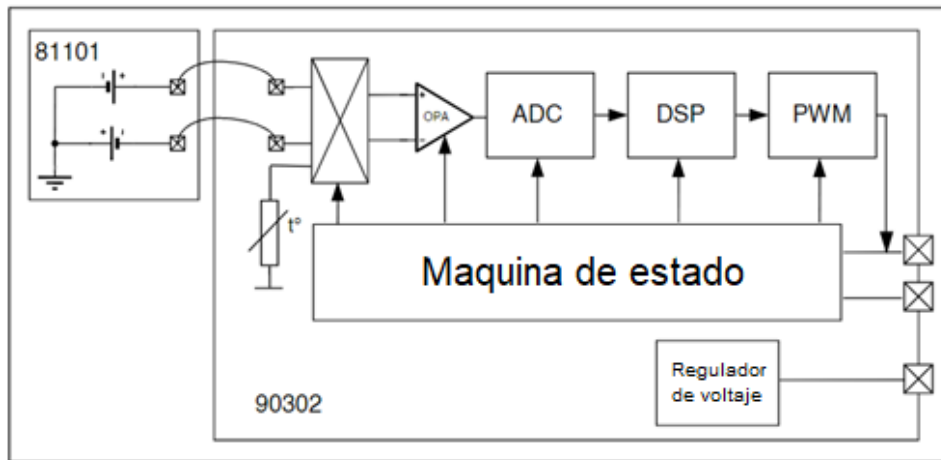 81101
- +
+ -
t°
+
OPA
-
ADC
DSP
PWM
Maquina de estado
Regulador
de voltaje
90302